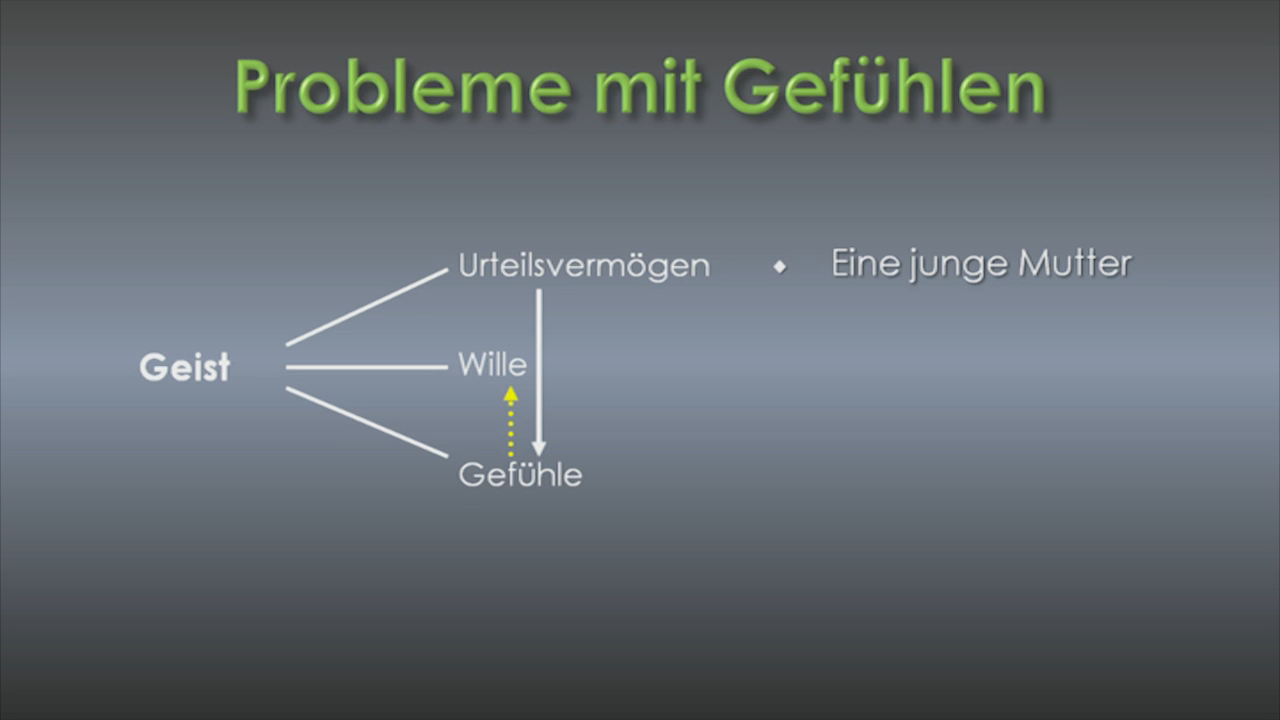 Probleme mit Gefühlen
Urteilsvermögen
Eine junge Mutter
Geist
Wille
Gefühle